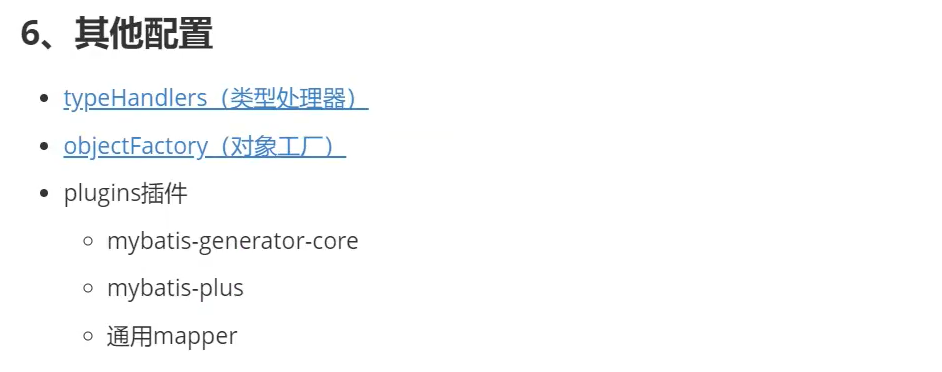 6、其他配置
typeHandlers（类型处理器）
objectFactory（对象工厂）
plugins插件
mybatis-generator-core
mybatis-plus
通用mapper